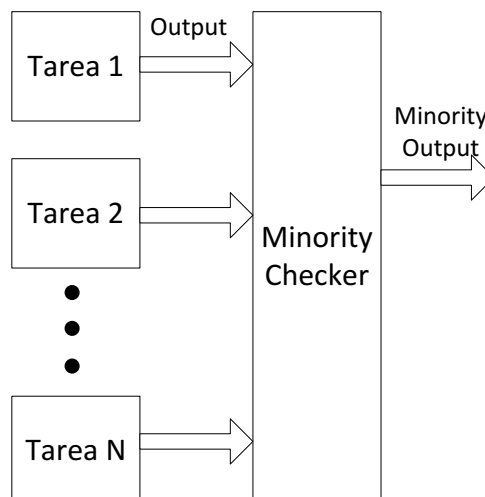 Output
Tarea 1
Minority
Output
Tarea 2
Minority
Checker
Tarea N